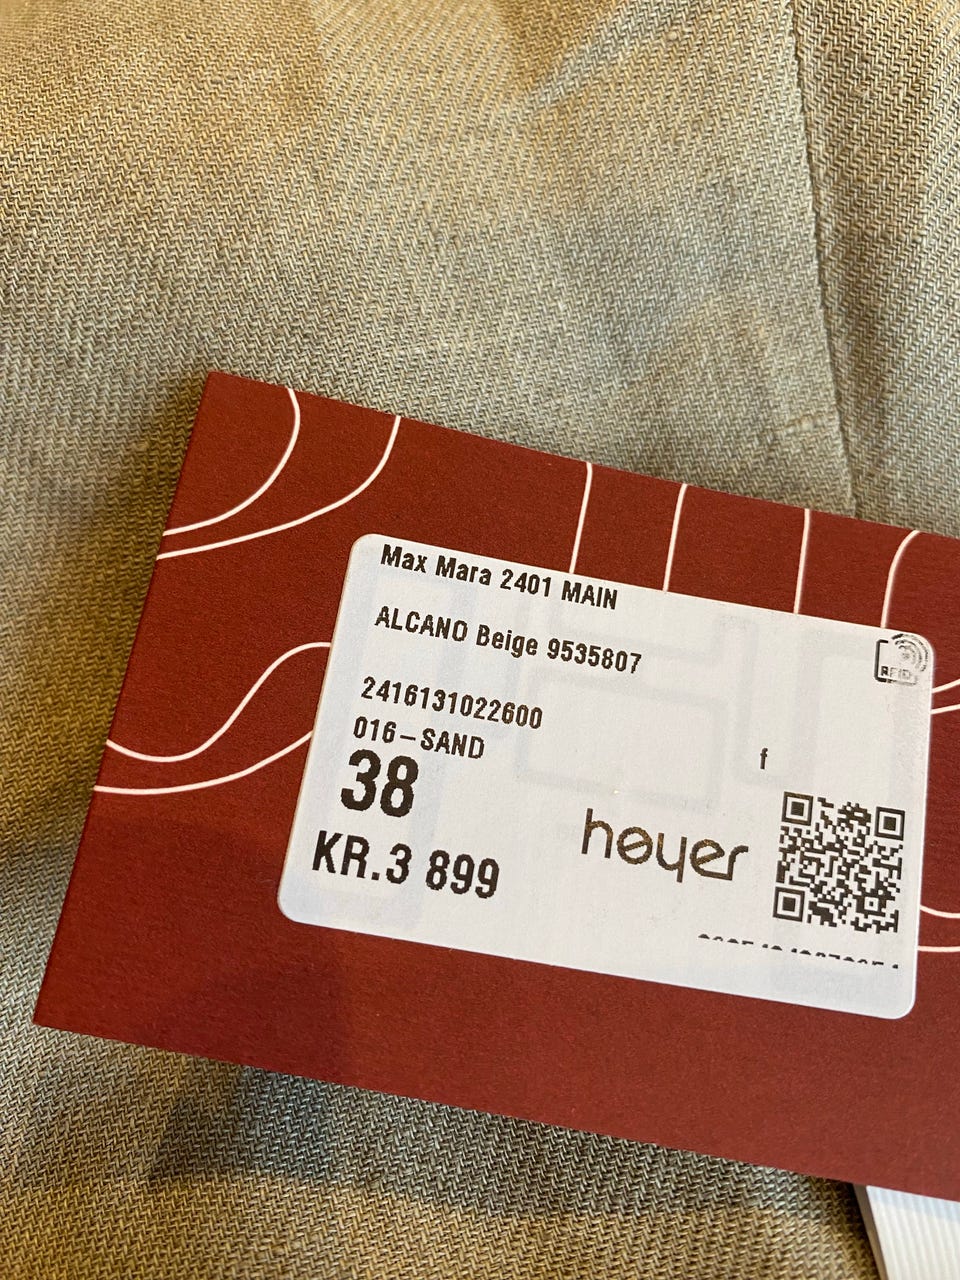 Max Mara 2401 MAIN
ALCANO Beige 9535807
RFID
2416131022600
016-SAND
f
38
høyer
KR.3 899